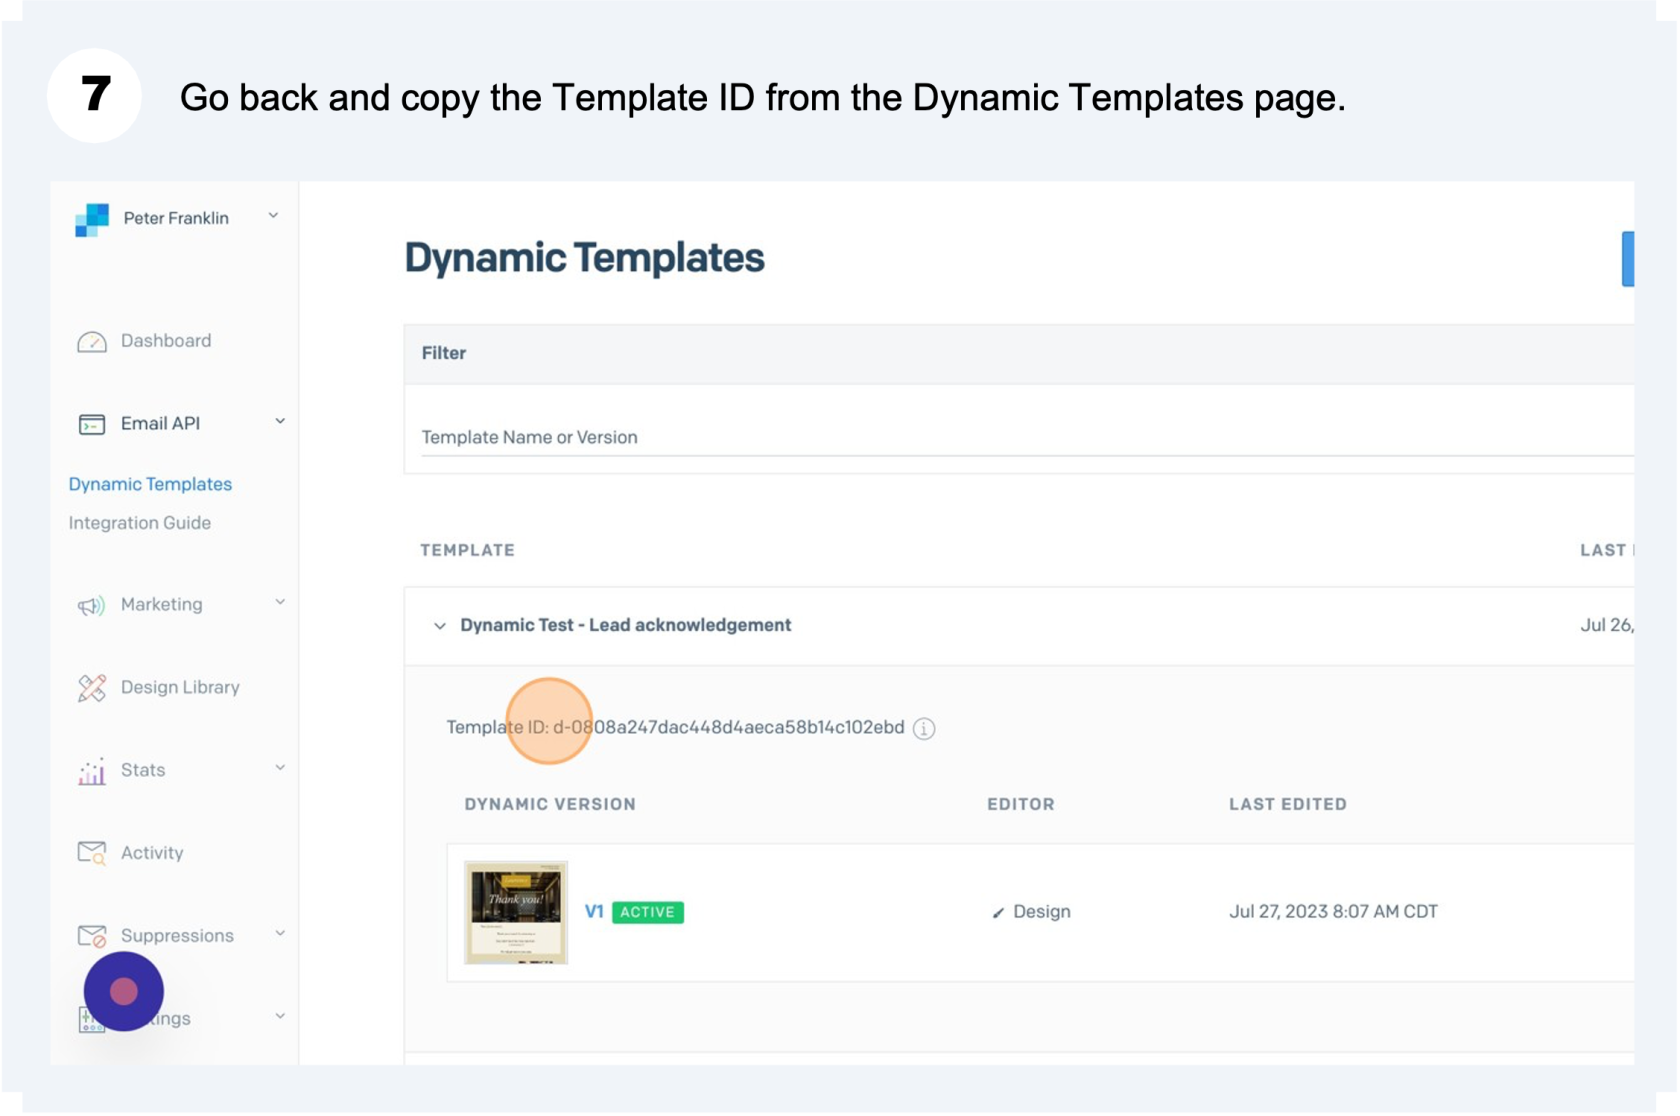 7
Go back and copy the Template ID from the Dynamic Templates page.
Peter Franklin
Dynamic Templates
Dashboard
Filter
Email API
Template Name or Version
Dynamic Templates
Integration Guide
TEMPLATE
LAST
Marketing
Dynamic Test - Lead acknowledgement
Jul 26,
Design Library
Template ID: d-0808a247dac448d4aeca58b14c102ebd
Stats
DYNAMIC VERSION
EDITOR
LAST EDITED
Activity
Thank you!
V1 ACTIVE
Design
Jul 27, 2023 8:07 AM CDT
Suppressions
ings